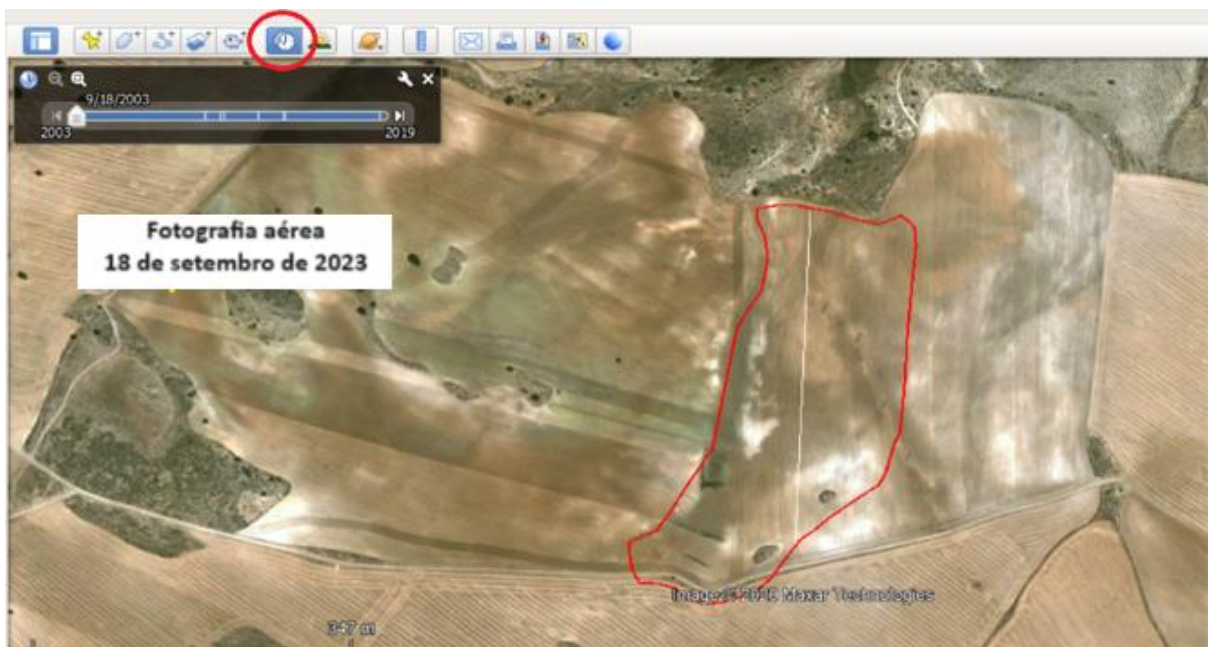 9/18/2003
2003
2019
Fotografia aérea
18 de setembro de 2023
Maxar Technologies
347 m